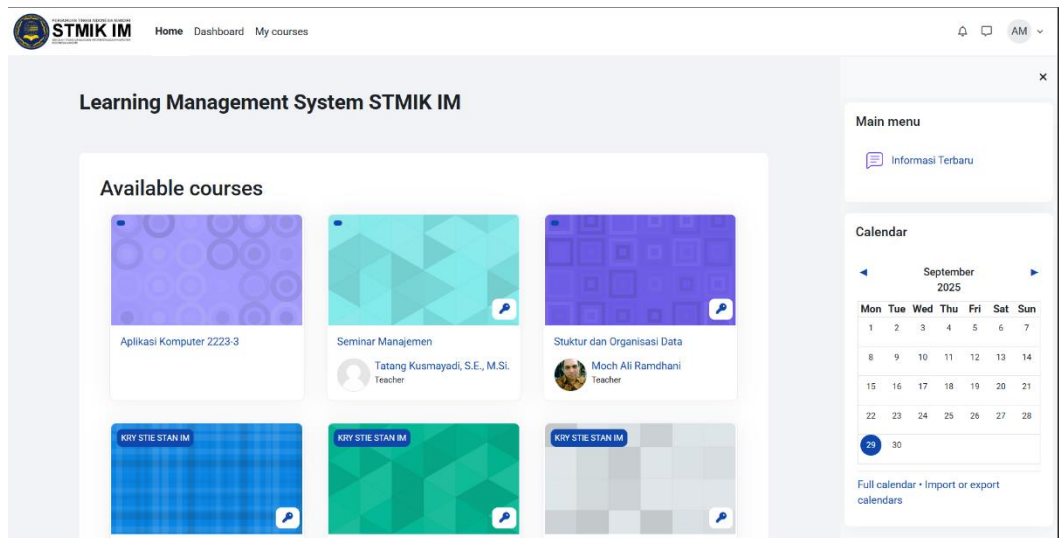 STMIK IM
Home Dashboard My courses
AM
Learning Management System STMIK IM
Main menu
Informasi Terbaru
Available courses
Aplikasi Komputer 2223-3
Seminar Manajemen
Tatang Kusmayadi, S.E., M.Si.
Teacher
Stuktur dan Organisasi Data
Moch Ali Ramdhani
Teacher
KRY STIE STAN IM
KRY STIE STAN IM
KRY STIE STAN IM
Calendar
September
2025
Mon Tue Wed Thu Fri Sat Sun
1 2 3 4 5 6 7
8 9 10 11 12 13 14
15 16 17 18 19 20 21
22 23 24 25 26 27 28
29 30
Full calendar • Import or export
calendars